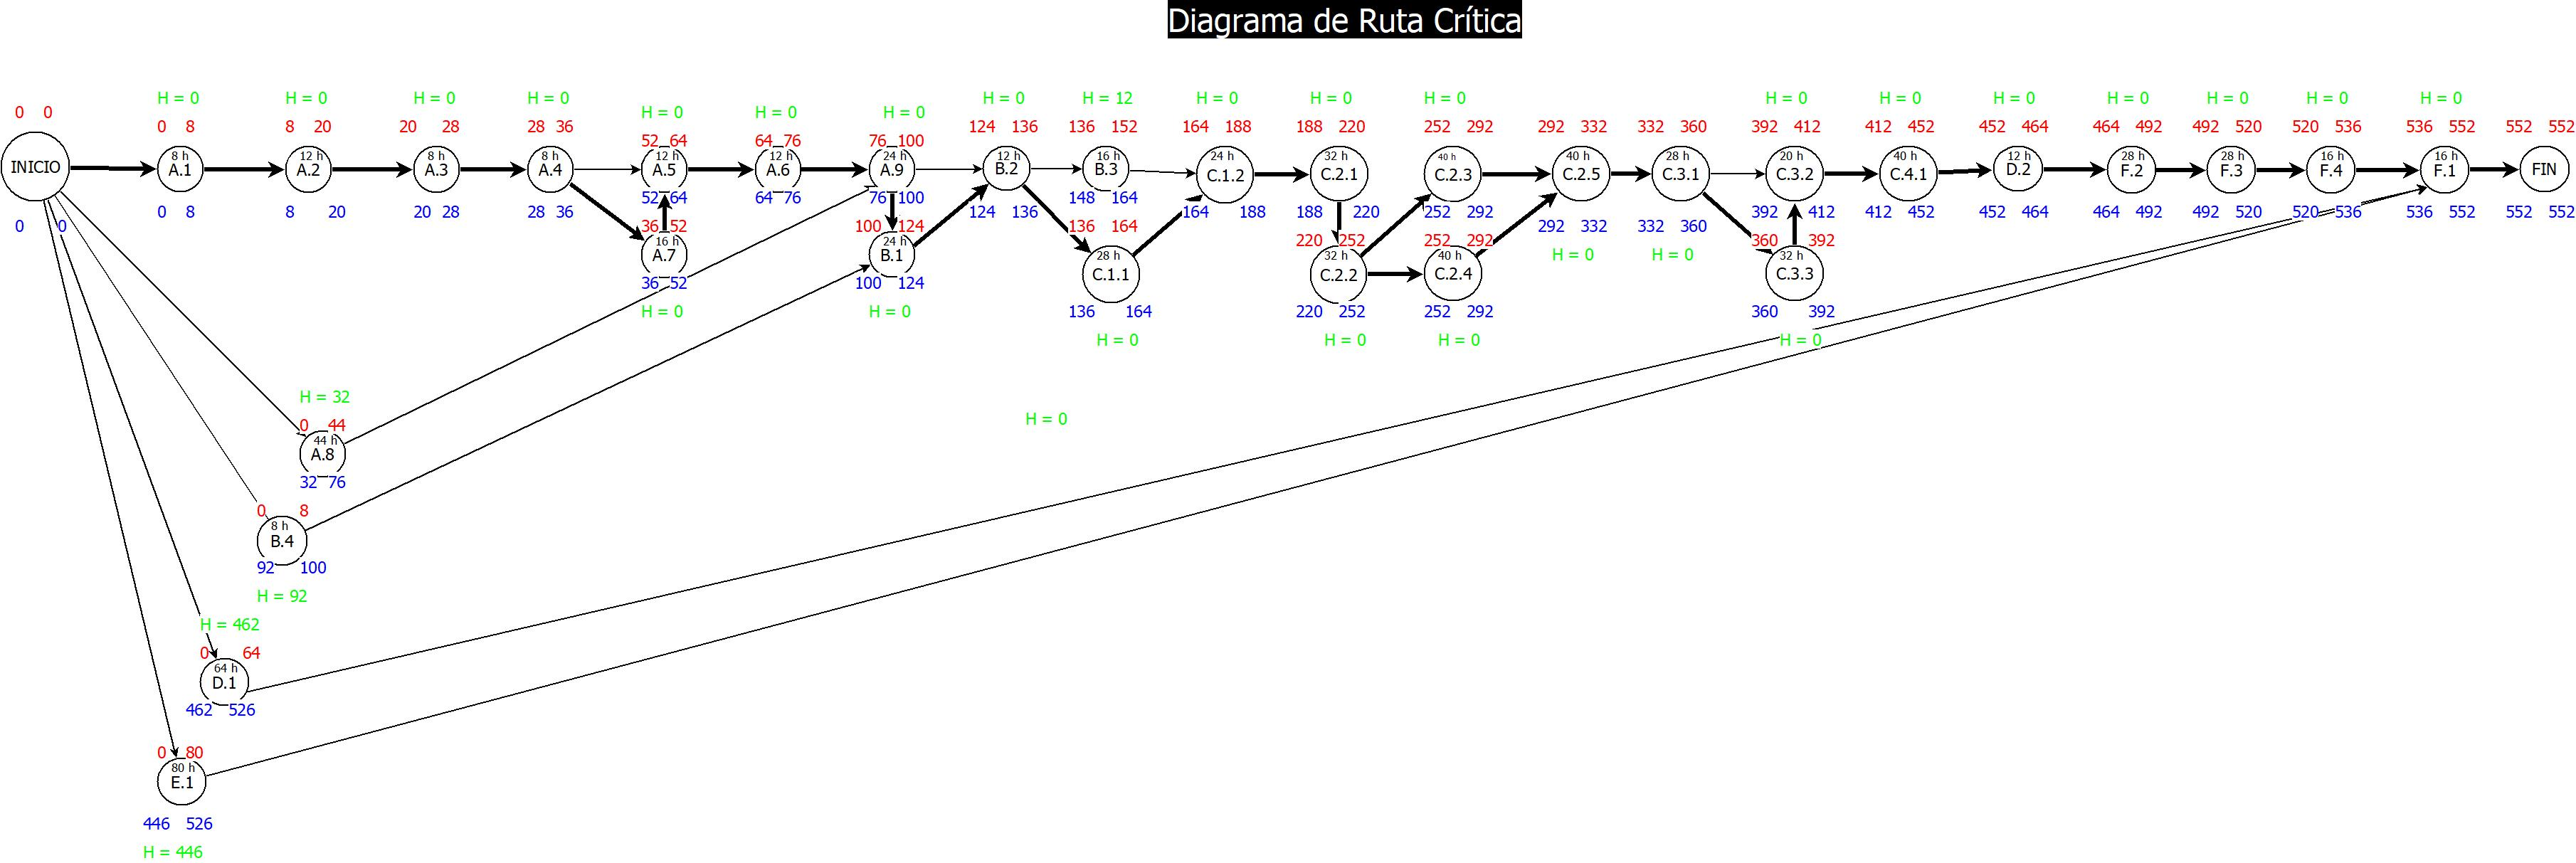 Diagrama de Ruta Crítica
H = 0 H = 0 H = 0 H = 0 H = 0 H = 12 H = 0 H = 0 H = 0 H = 0 H = 0 H = 0 H = 0 H = 0 H = 0 H = 0
0 0 H = 0 H = 0 H = 0
0 8 8 20 20 28 28 36 124 136 136 152 164 188 188 220 252 292 292 332 332 360 392 412 412 452 452 464 464 492 492 520 520 536 536 552 552 552
52 64 64 76 76 100
8 h 12 h 8 h 8 h 12 h 12 h 24 h 12 h 16 h 24 h 32 h 40 h 40 h 28 h 20 h 40 h 12 h 28 h 28 h 16 h 16 h
INICIO A.1 A.2 A.3 A.4 A.5 A.6 A.9 B.2 B.3 C.1.2 C.2.1 C.2.3 C.2.5 C.3.1 C.3.2 C.4.1 D.2 F.2 F.3 F.4 F.1 FIN
52 64 64 76 76 100 148 164
0 8 8 20 20 28 28 36 124 136 164 188 188 220 252 292 392 412 412 452 452 464 464 492 492 520 520 536 536 552 552 552
0 0 36 52 100 124 136 164 292 332 332 360
220 252 252 292 360 392
16 h 24 h
A.7 B.1 H = 0 H = 0
28 h 32 h 40 h 32 h
C.1.1 C.2.2 C.2.4 C.3.3
36 52 100 124
H = 0 H = 0 136 164 220 252 252 292 360 392
H = 0 H = 0 H = 0 H = 0
H = 32
H = 0
0 44
44 h
A.8
32 76
0 8
8 h
B.4
92 100
H = 92
H = 462
0 64
64 h
D.1
462 526
0 80
80 h
E.1
446 526
H = 446